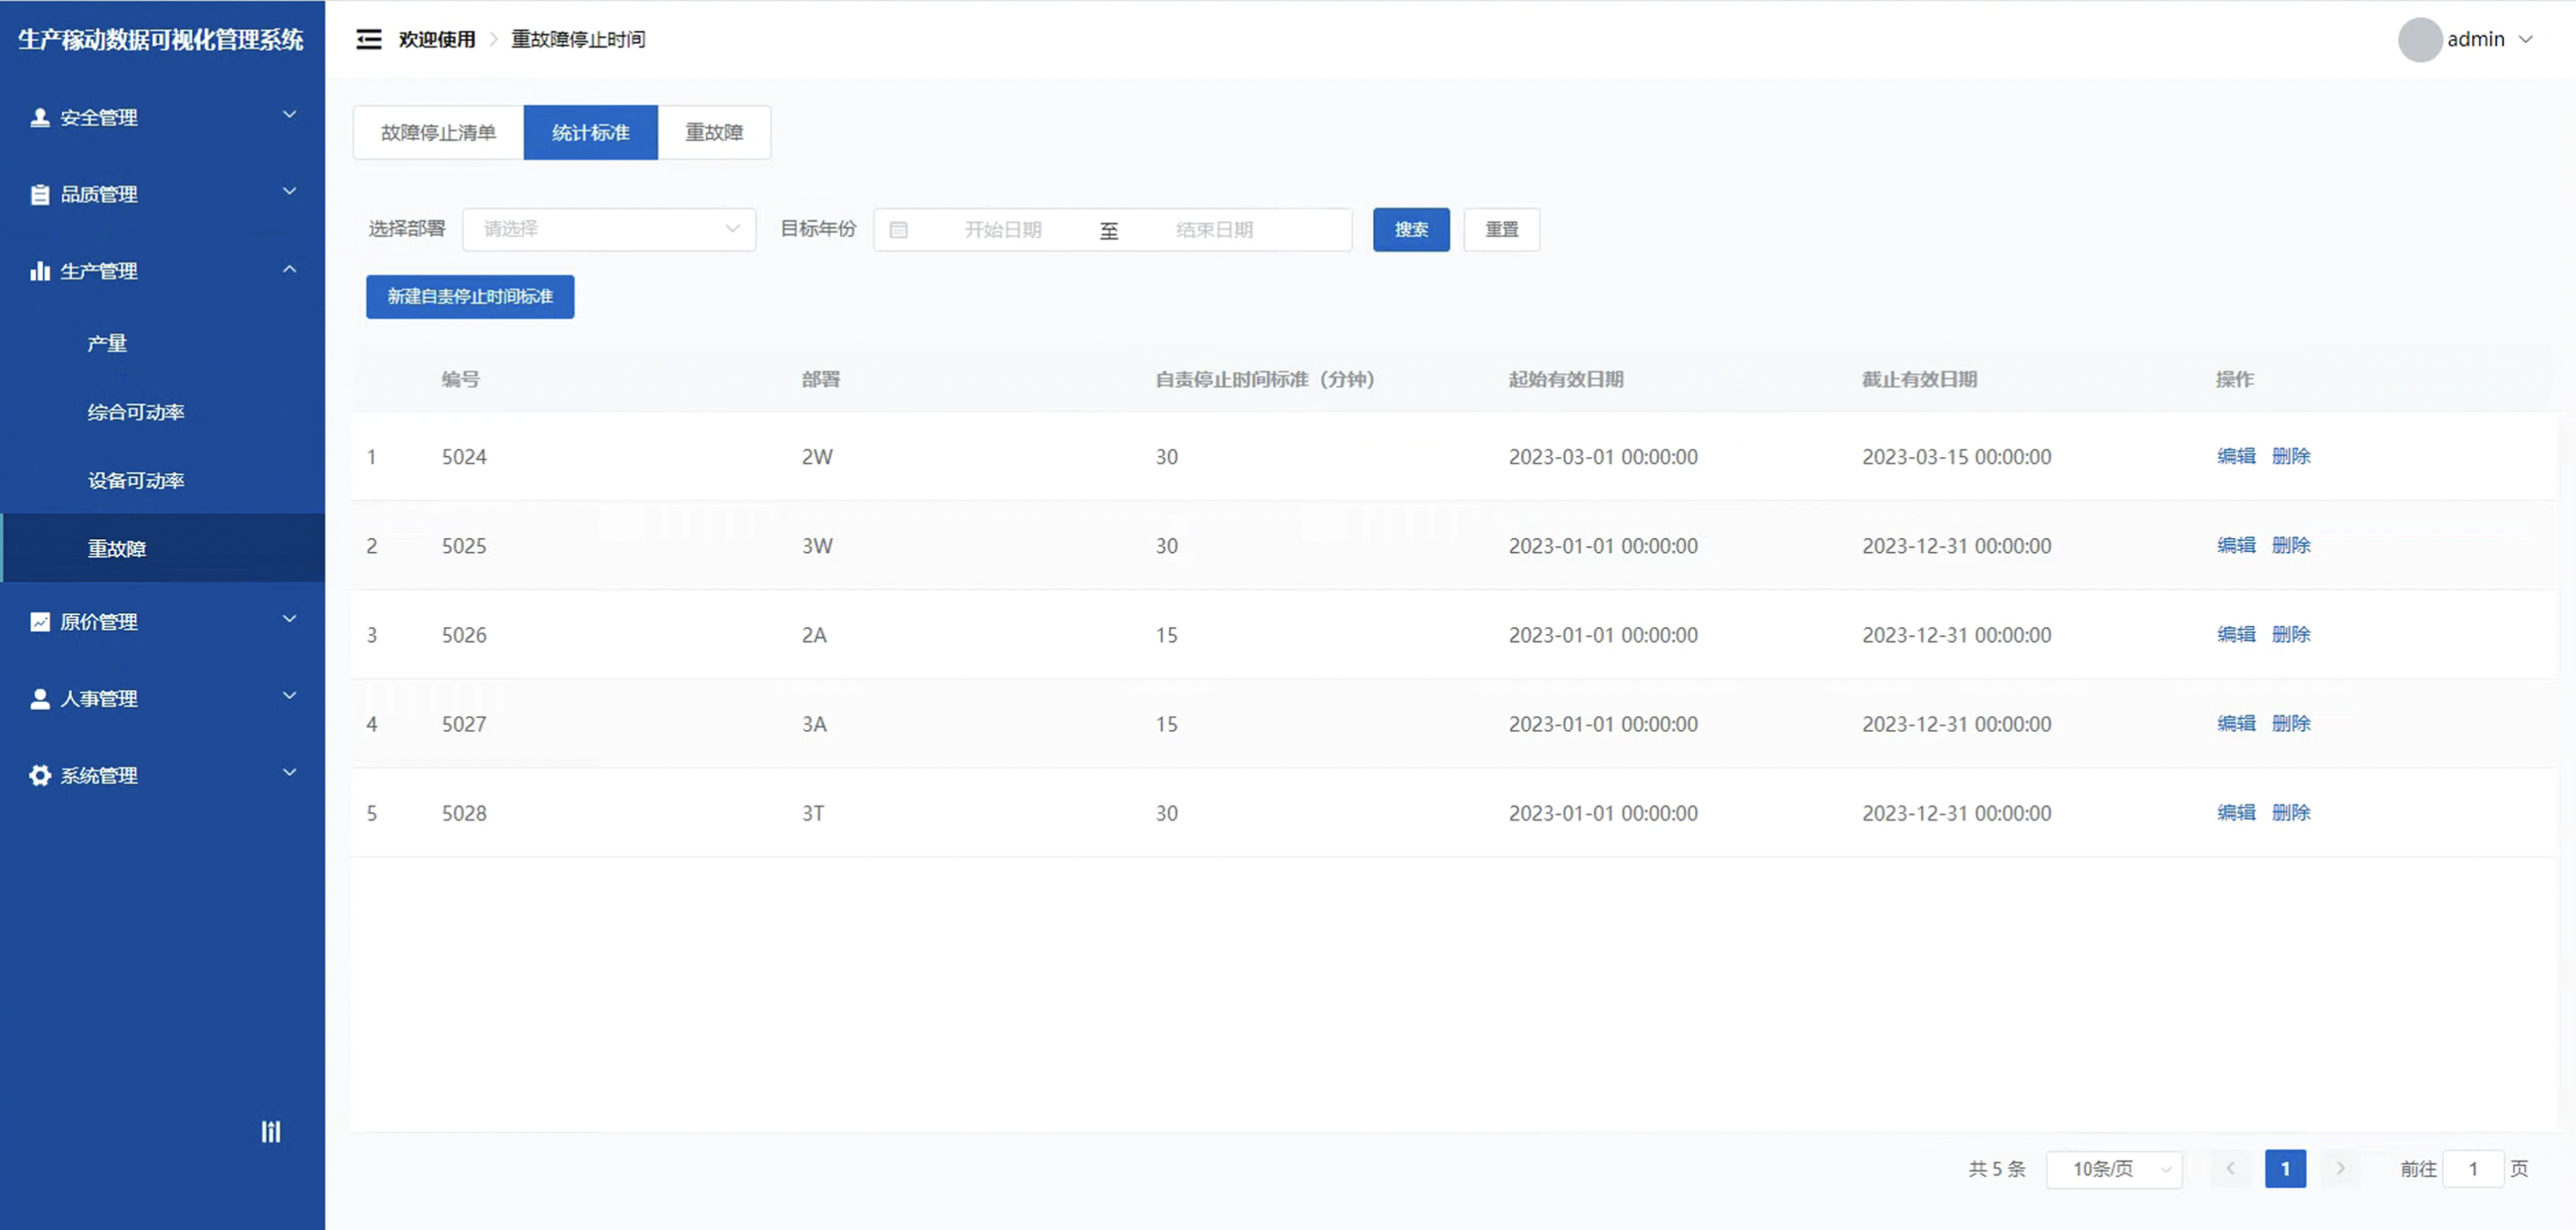 生产稼动数据可视化管理系统
欢迎使用 > 重故障停止时间
admin
安全管理
品质管理
生产管理
产量
综合可动率
设备可动率
重故障
原价管理
人事管理
系统管理
故障停止清单 统计标准 重故障
选择部署 请选择 目标年份 开始日期 至 结束日期 搜索 重置
新建自责停止时间标准
编号 部署 自责停止时间标准（分钟） 起始有效日期 截止有效日期 操作
1 5024 2W 30 2023-03-01 00:00:00 2023-03-15 00:00:00 编辑 删除
2 5025 3W 30 2023-01-01 00:00:00 2023-12-31 00:00:00 编辑 删除
3 5026 2A 15 2023-01-01 00:00:00 2023-12-31 00:00:00 编辑 删除
4 5027 3A 15 2023-01-01 00:00:00 2023-12-31 00:00:00 编辑 删除
5 5028 3T 30 2023-01-01 00:00:00 2023-12-31 00:00:00 编辑 删除
共 5 条 10条/页 < 1 > 前往 1 页